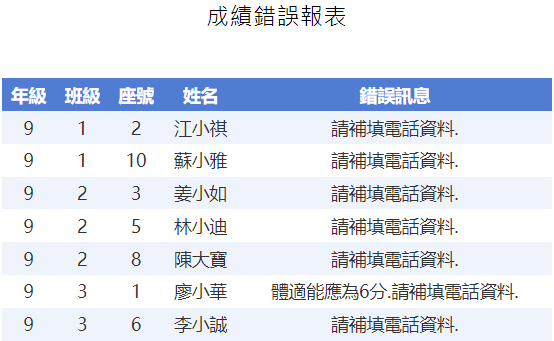 成績錯誤報表
年級 班級 座號 姓名 錯誤訊息
9 1 2 江小祺 請補填電話資料.
9 1 10 蘇小雅 請補填電話資料.
9 2 3 姜小如 請補填電話資料.
9 2 5 林小迪 請補填電話資料.
9 2 8 陳大寶 請補填電話資料.
9 3 1 廖小華 體適能應為6分.請補填電話資料.
9 3 6 李小誠 請補填電話資料.